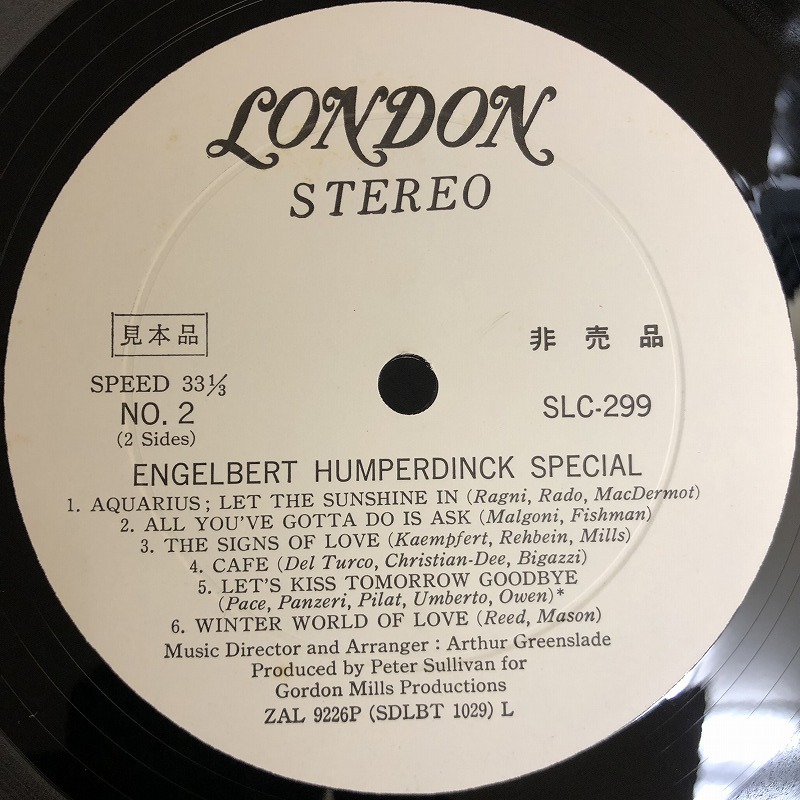 LONDON
STEREO
見本品
非売品
SPEED 33⅓
NO. 2
SLC-299
(2 Sides)
ENGELBERT HUMPERDINCK SPECIAL
1. AQUARIUS; LET THE SUNSHINE IN (Ragni, Rado, MacDermot)
2. ALL YOU'VE GOTTA DO IS ASK (Malgoni, Fishman)
3. THE SIGNS OF LOVE (Kaempfert, Rehbein, Mills)
4. CAFE (Del Turco, Christian-Dee, Bigazzi)
5. LET'S KISS TOMORROW GOODBYE
(Pace, Panzeri, Pilat, Umberto, Owen)*
6. WINTER WORLD OF LOVE (Reed, Mason)
Music Director and Arranger : Arthur Greenslade
Produced by Peter Sullivan for
Gordon Mills Productions
ZAL 9226P (SDLBT 1029) L